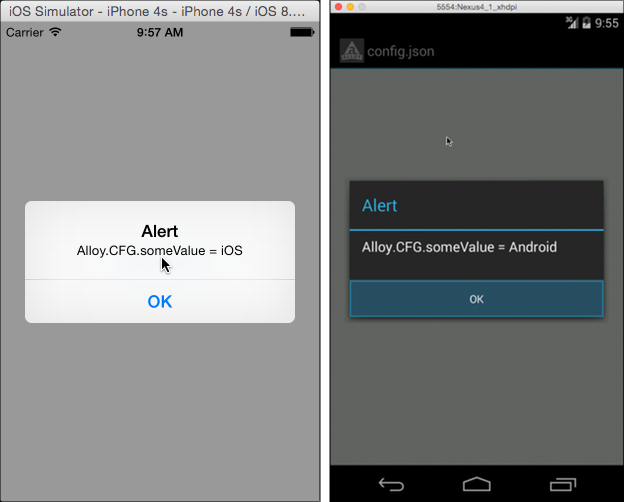 iOS Simulator - iPhone 4s - iPhone 4s / iOS 8....
Carrier
9:57 AM
Alert
Alloy.CFG.someValue = iOS
OK
5554:Nexus4_1_xhdpi
3G
9:55
ALLOY
config.json
Alert
Alloy.CFG.someValue = Android
OK